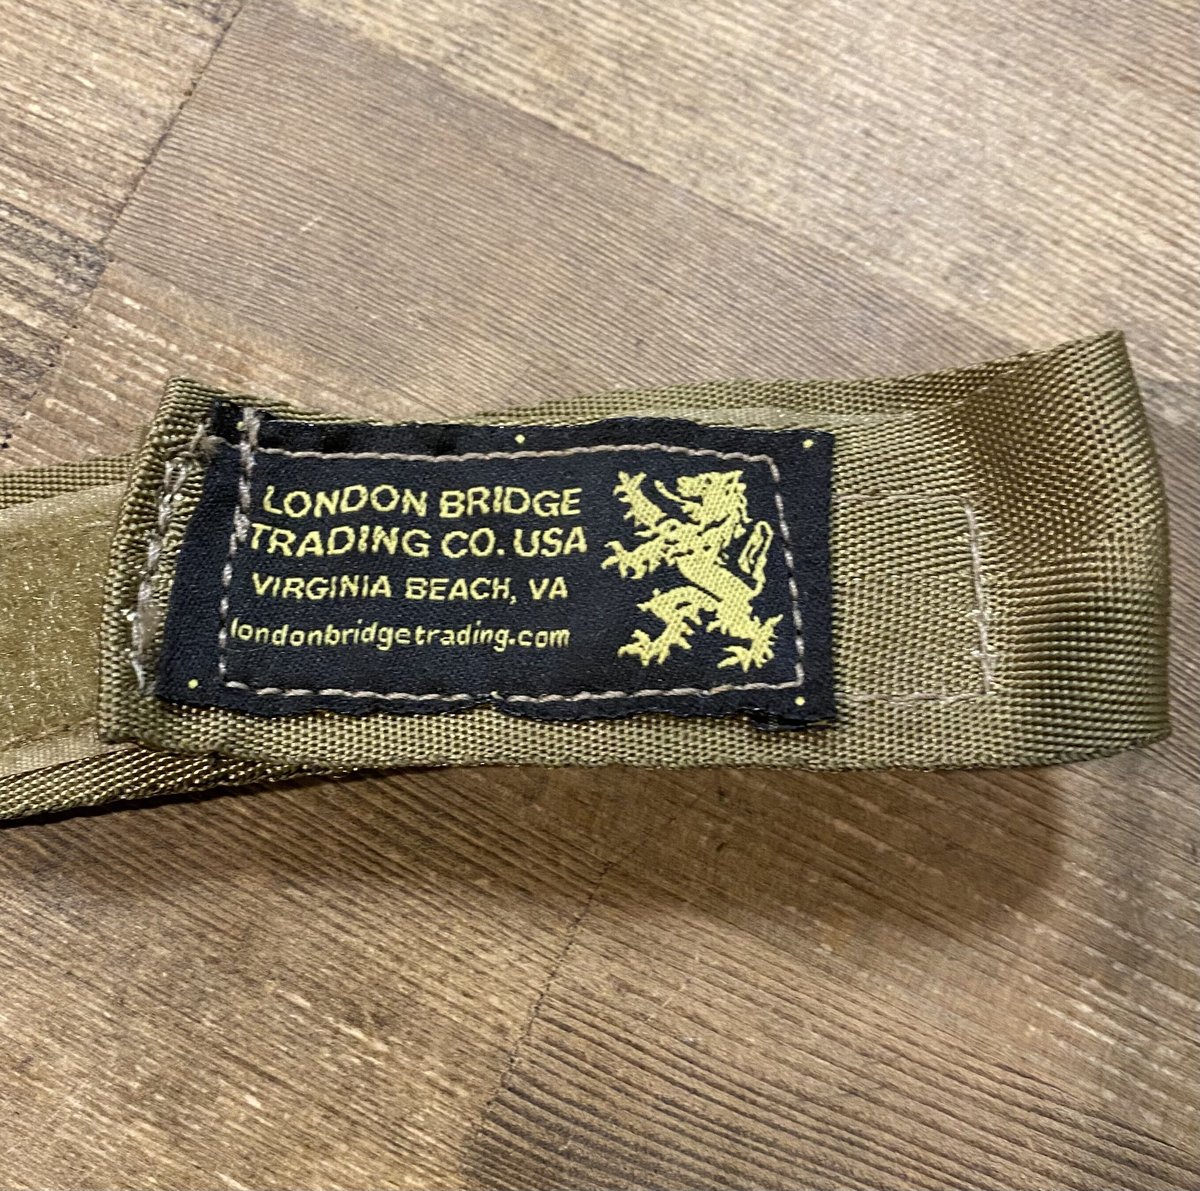 LONDON BRIDGE
TRADING CO. USA
VIRGINIA BEACH, VA
londonbridgetrading.com